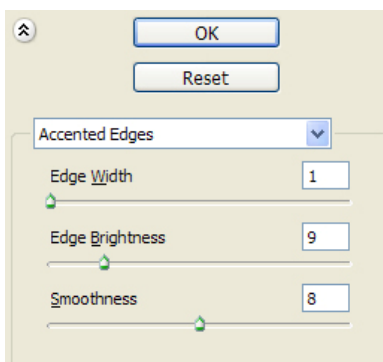 OK
Reset
Accented Edges
Edge Width 1
Edge Brightness 9
Smoothness 8